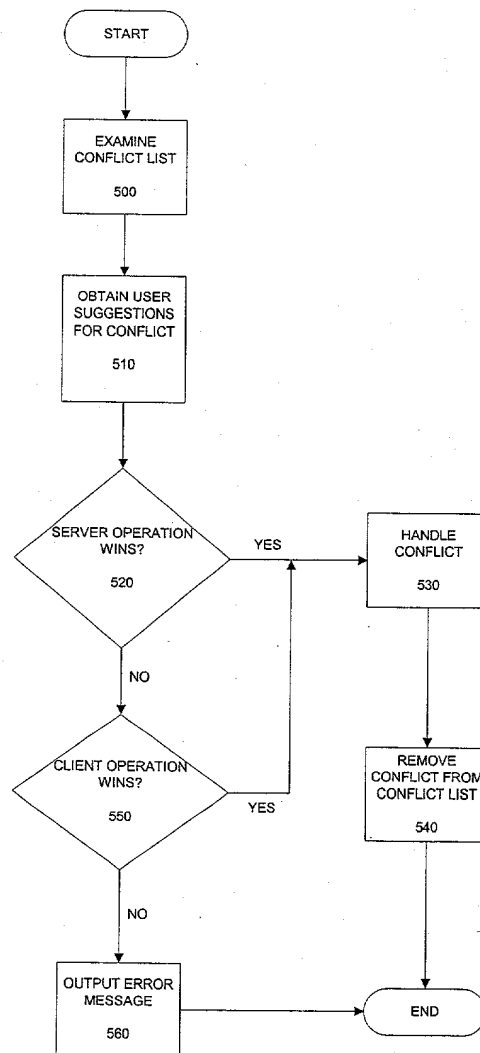 START
EXAMINE
CONFLICT LIST
500
OBTAIN USER
SUGGESTIONS
FOR CONFLICT
510
SERVER OPERATION
WINS?
520
YES
HANDLE
CONFLICT
530
NO
CLIENT OPERATION
WINS?
550
YES
REMOVE
CONFLICT FROM
CONFLICT LIST
540
NO
OUTPUT ERROR
MESSAGE
560
END